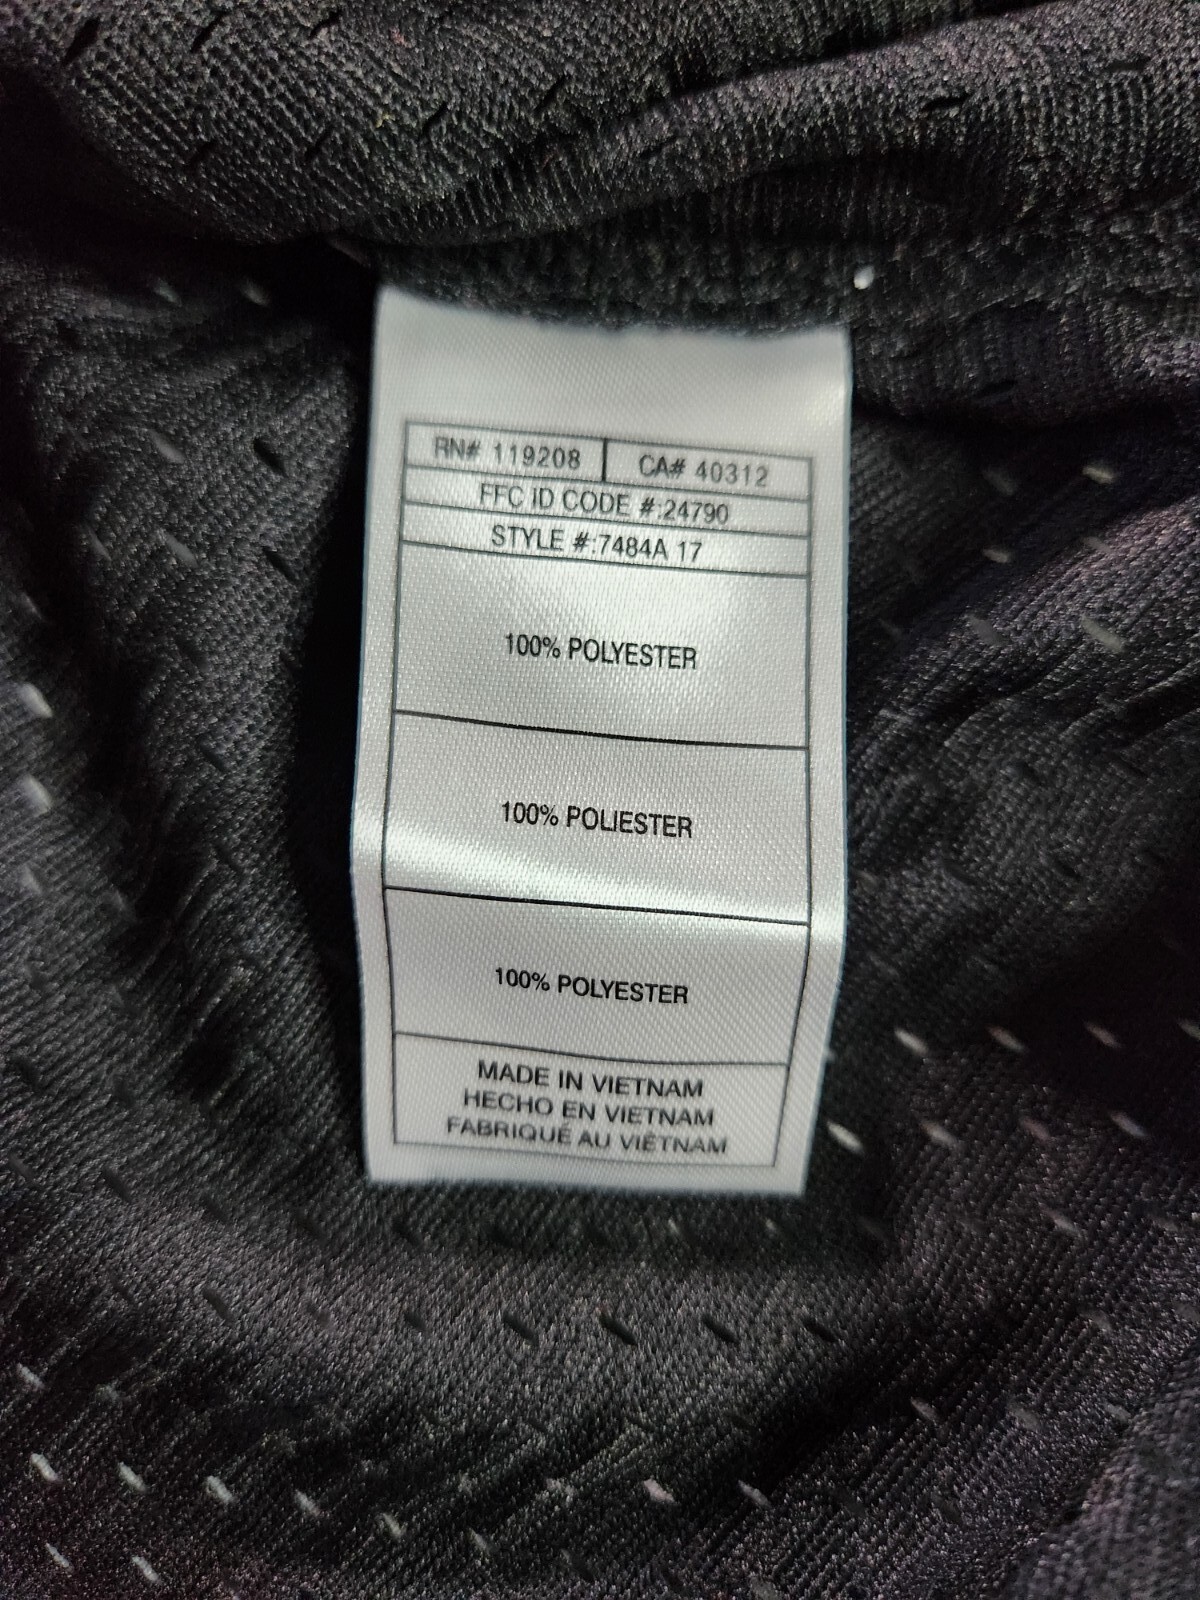 RN# 119208 CA# 40312
FFC ID CODE #:24790
STYLE #:7484A 17
100% POLYESTER
100% POLIESTER
100% POLYESTER
MADE IN VIETNAM
HECHO EN VIETNAM
FABRIQUÉ AU VIÊTNAM